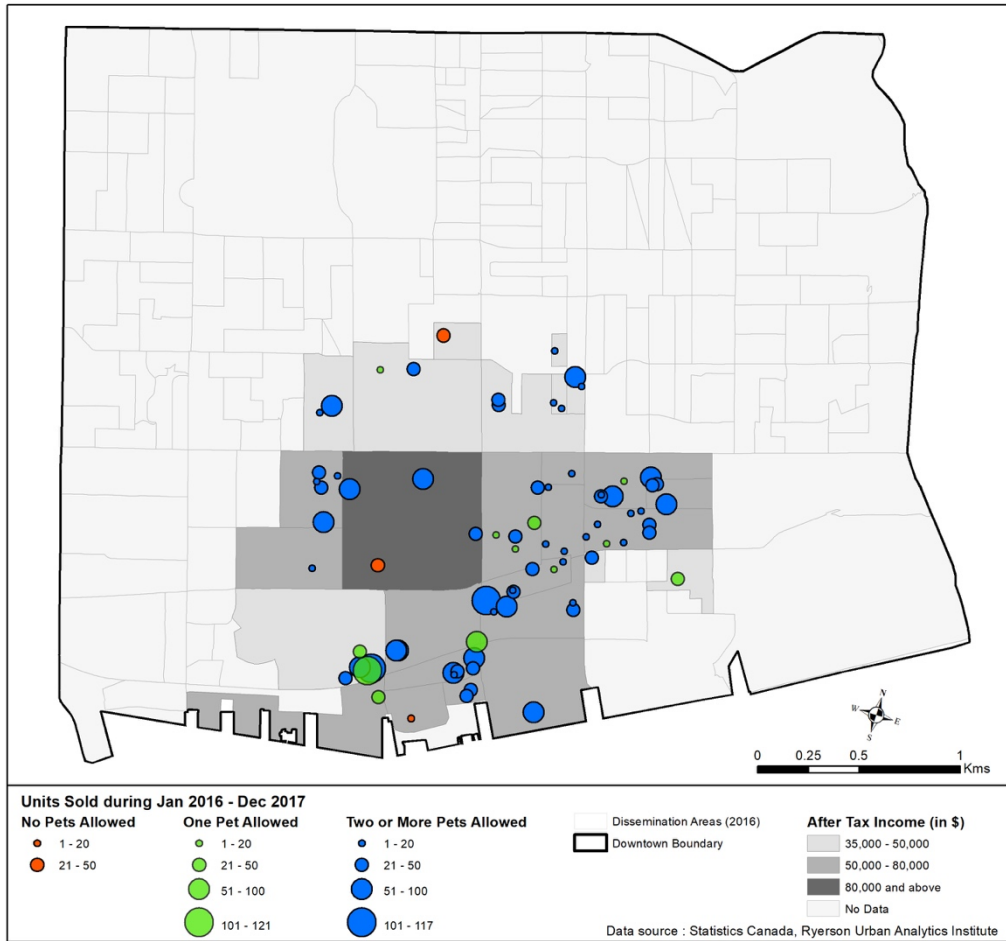 N
W
E
S
0 0.25 0.5 1
Kms
Units Sold during Jan 2016 - Dec 2017
No Pets Allowed
1 - 20
21 - 50
One Pet Allowed
1 - 20
21 - 50
51 - 100
101 - 121
Two or More Pets Allowed
1 - 20
21 - 50
51 - 100
101 - 117
Dissemination Areas (2016)
Downtown Boundary
After Tax Income (in $)
35,000 - 50,000
50,000 - 80,000
80,000 and above
No Data
Data source : Statistics Canada, Ryerson Urban Analytics Institute